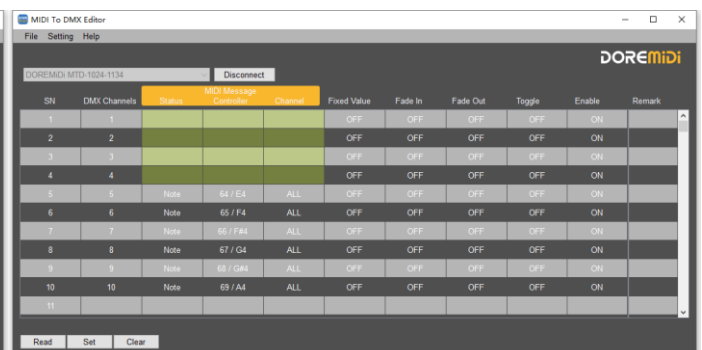 MIDI To DMX Editor
File Setting Help
DOREMiDi
DOREMiDi MTD-1024-1134 Disconnect
MIDI Message
SN DMX Channels Status Controller Channel Fixed Value Fade In Fade Out Toggle Enable Remark
1 1 OFF OFF OFF OFF ON
2 2 OFF OFF OFF OFF ON
3 3 OFF OFF OFF OFF ON
4 4 OFF OFF OFF OFF ON
5 5 Note 64 / E4 ALL OFF OFF OFF OFF ON
6 6 Note 65 / F4 ALL OFF OFF OFF OFF ON
7 7 Note 66 / F#4 ALL OFF OFF OFF OFF ON
8 8 Note 67 / G4 ALL OFF OFF OFF OFF ON
9 9 Note 68 / G#4 ALL OFF OFF OFF OFF ON
10 10 Note 69 / A4 ALL OFF OFF OFF OFF ON
11
Read Set Clear